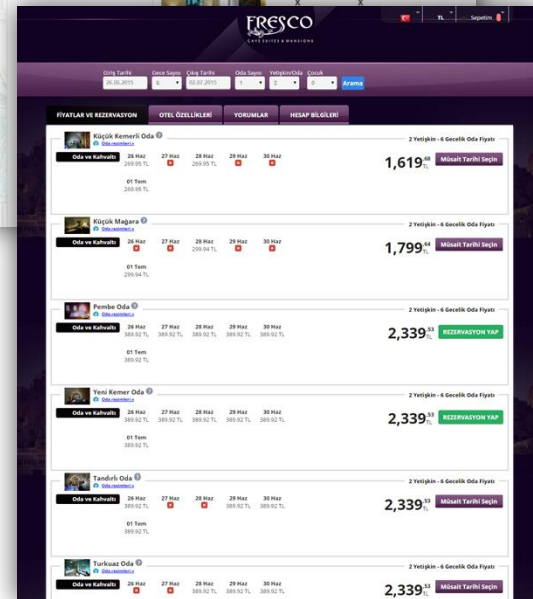 x x
FRESCO
CAVE SUITES & MANSIONS
TL Sepetim
Giriş Tarihi Gece Sayısı Çıkış Tarihi Oda Sayısı Yetişkin/Oda Çocuk
26.06.2015 6 02.07.2015 1 2 0 Arama
FİYATLAR VE REZERVASYON OTEL ÖZELLİKLERİ YORUMLAR HESAP BİLGİLERİ
Küçük Kemerli Oda ? 2 Yetişkin - 6 Gecelik Oda Fiyatı
Oda resimleri »
Oda ve Kahvaltı 26 Haz 27 Haz 28 Haz 29 Haz 30 Haz
269.95 TL 269.95 TL
1,619.68 TL Müsait Tarihi Seçin
01 Tem
269.95 TL
Küçük Mağara ? 2 Yetişkin - 6 Gecelik Oda Fiyatı
Oda resimleri »
Oda ve Kahvaltı 26 Haz 27 Haz 28 Haz 29 Haz 30 Haz
299.94 TL
1,799.64 TL Müsait Tarihi Seçin
01 Tem
299.94 TL
Pembe Oda ? 2 Yetişkin - 6 Gecelik Oda Fiyatı
Oda resimleri »
Oda ve Kahvaltı 26 Haz 27 Haz 28 Haz 29 Haz 30 Haz
389.92 TL 389.92 TL 389.92 TL 389.92 TL 389.92 TL
2,339.53 TL REZERVASYON YAP
01 Tem
389.92 TL
Yeni Kemer Oda ? 2 Yetişkin - 6 Gecelik Oda Fiyatı
Oda resimleri »
Oda ve Kahvaltı 26 Haz 27 Haz 28 Haz 29 Haz 30 Haz
389.92 TL 389.92 TL 389.92 TL 389.92 TL 389.92 TL
2,339.53 TL REZERVASYON YAP
01 Tem
389.92 TL
Tandırlı Oda ? 2 Yetişkin - 6 Gecelik Oda Fiyatı
Oda resimleri »
Oda ve Kahvaltı 26 Haz 27 Haz 28 Haz 29 Haz 30 Haz
389.92 TL 389.92 TL 389.92 TL
2,339.53 TL Müsait Tarihi Seçin
01 Tem
389.92 TL
Turkuaz Oda ? 2 Yetişkin - 6 Gecelik Oda Fiyatı
Oda resimleri »
Oda ve Kahvaltı 26 Haz 27 Haz 28 Haz 29 Haz 30 Haz
389.92 TL 389.92 TL
2,339.53 TL Müsait Tarihi Seçin